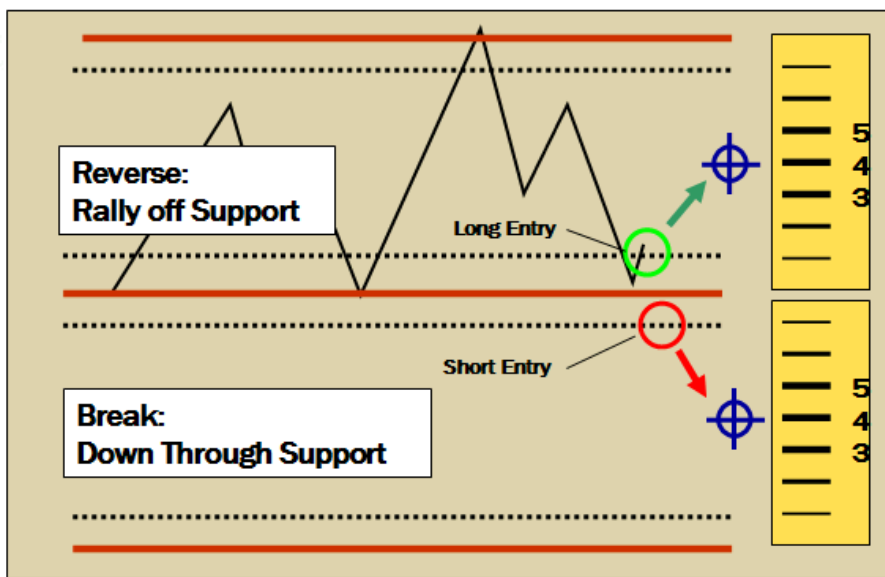 Reverse:
Rally off Support
Long Entry
5
4
3
Short Entry
Break:
Down Through Support
5
4
3